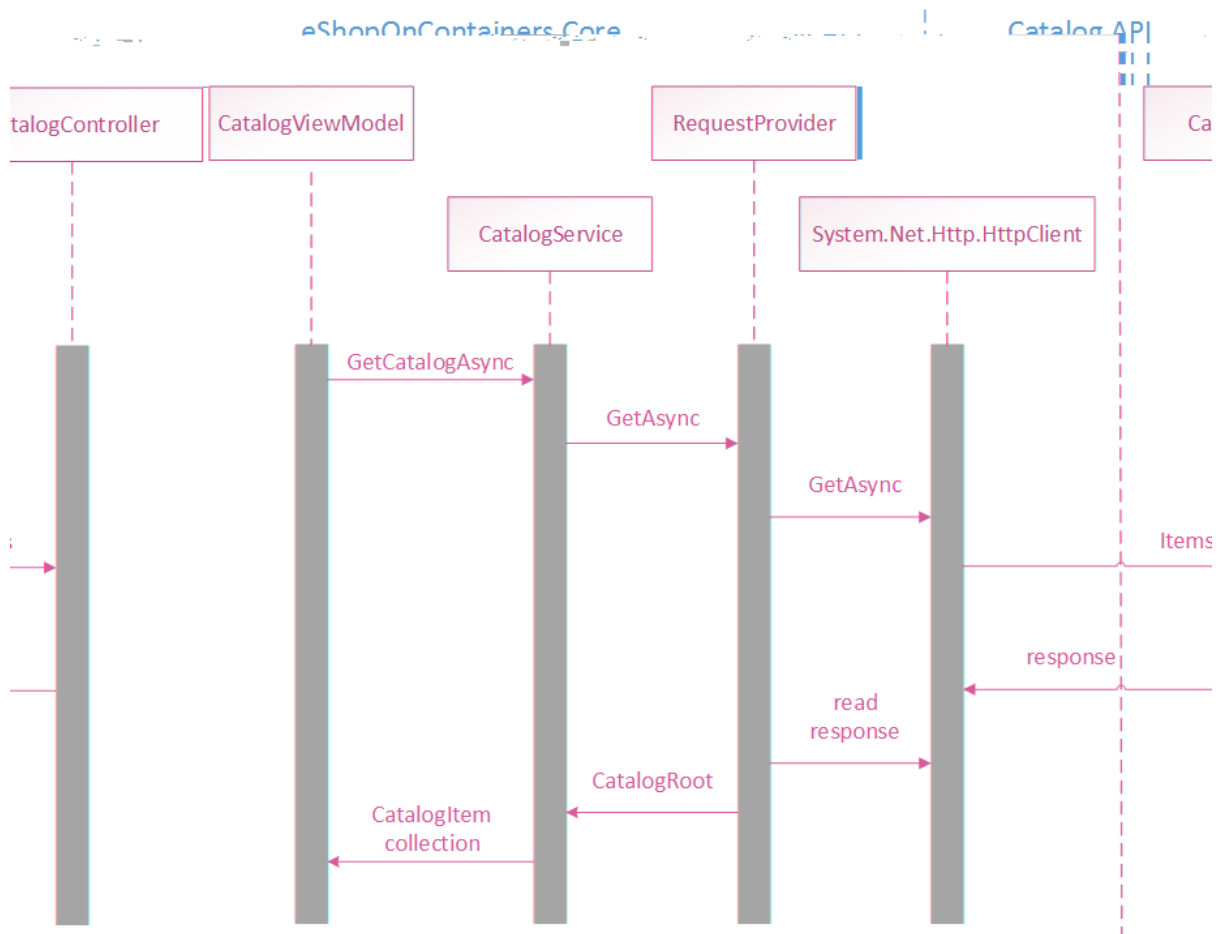 eShopOnContainers Core
Catalog API
talogController
CatalogViewModel
RequestProvider
Ca
CatalogService
System.Net.Http.HttpClient
GetCatalogAsync
GetAsync
GetAsync
s
Items
response
read
response
CatalogRoot
CatalogItem
collection